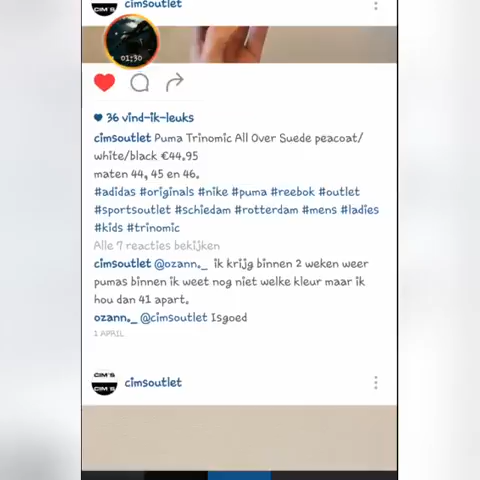 CIM'S
cimsoutlet
01:30
36 vind-ik-leuks
cimsoutlet Puma Trinomic All Over Suede peacoat/
white/black €44.95
maten 44, 45 en 46.
#adidas #originals #nike #puma #reebok #outlet
#sportsoutlet #schiedam #rotterdam #mens #ladies
#kids #trinomic
Alle 7 reacties bekijken
cimsoutlet @ozann._ ik krijg binnen 2 weken weer
pumas binnen ik weet nog niet welke kleur maar ik
hou dan 41 apart.
ozann._ @cimsoutlet Isgoed
1 APRIL
CIM'S
CIM'S
cimsoutlet